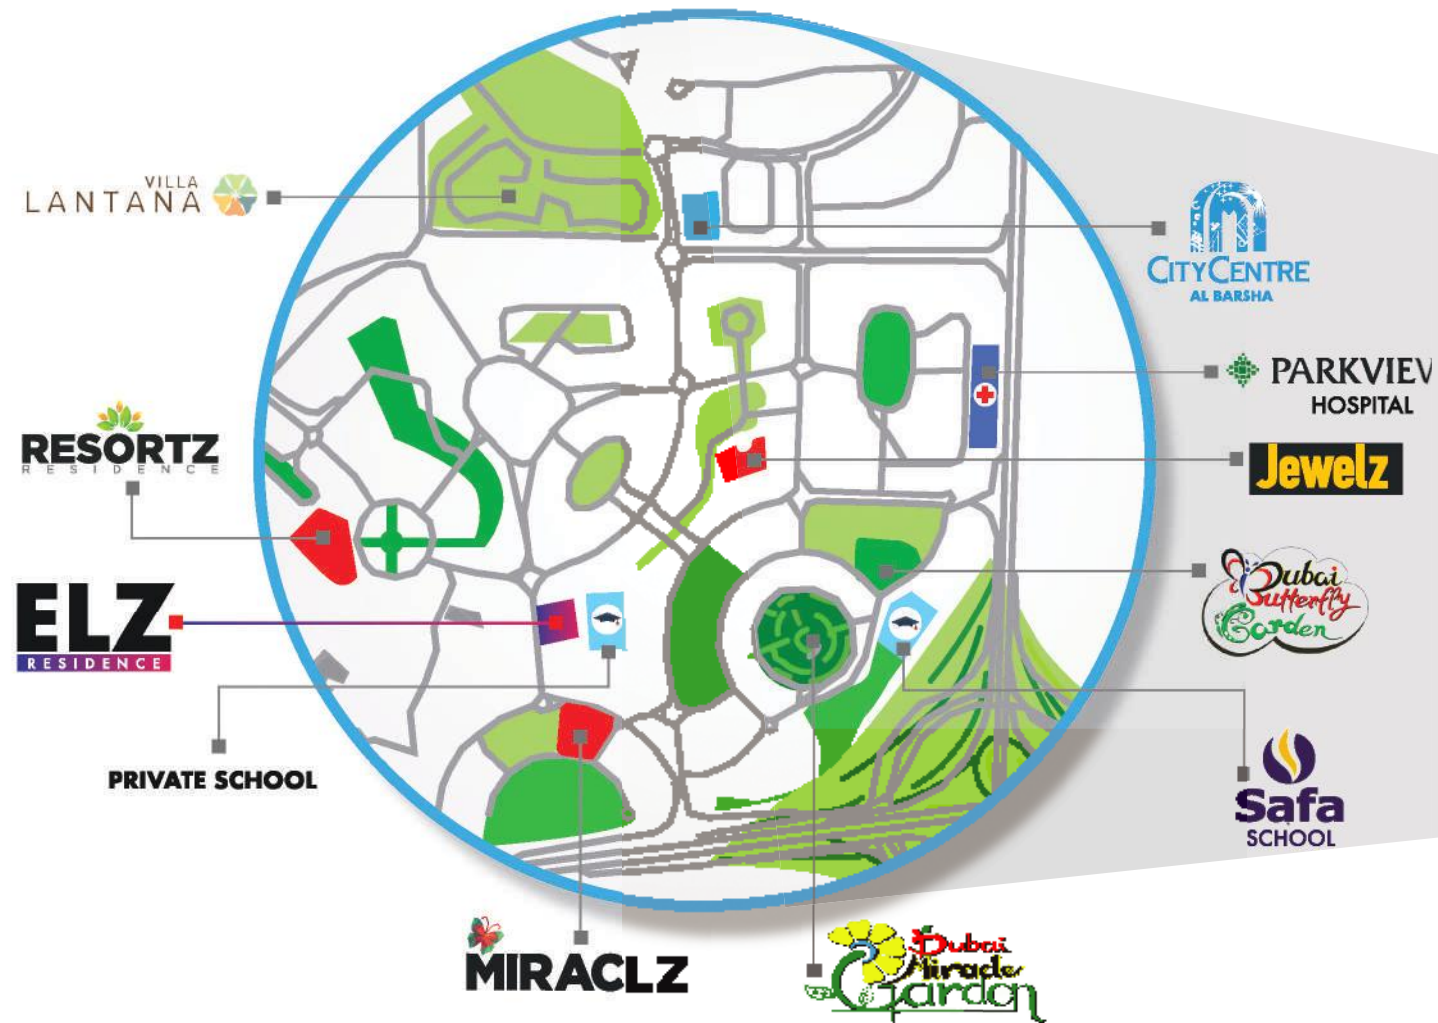 VILLA
LANTANA
CITY CENTRE
AL BARSHA
PARKVIEV
HOSPITAL
RESORTZ
RESIDENCE
Jewelz
Dubai
Butterfly
Garden
ELZ
RESIDENCE
PRIVATE SCHOOL
Safa
SCHOOL
MIRACLZ
Dubai
Miracle
Garden